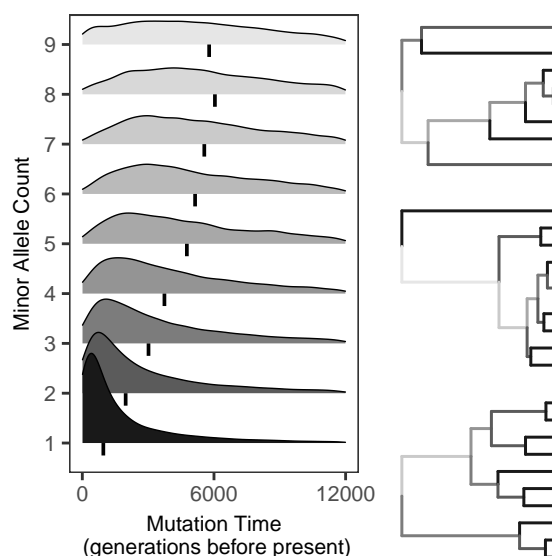 Minor Allele Count
9
8
7
6
5
4
3
2
1
0 6000 12000
Mutation Time
(generations before present)